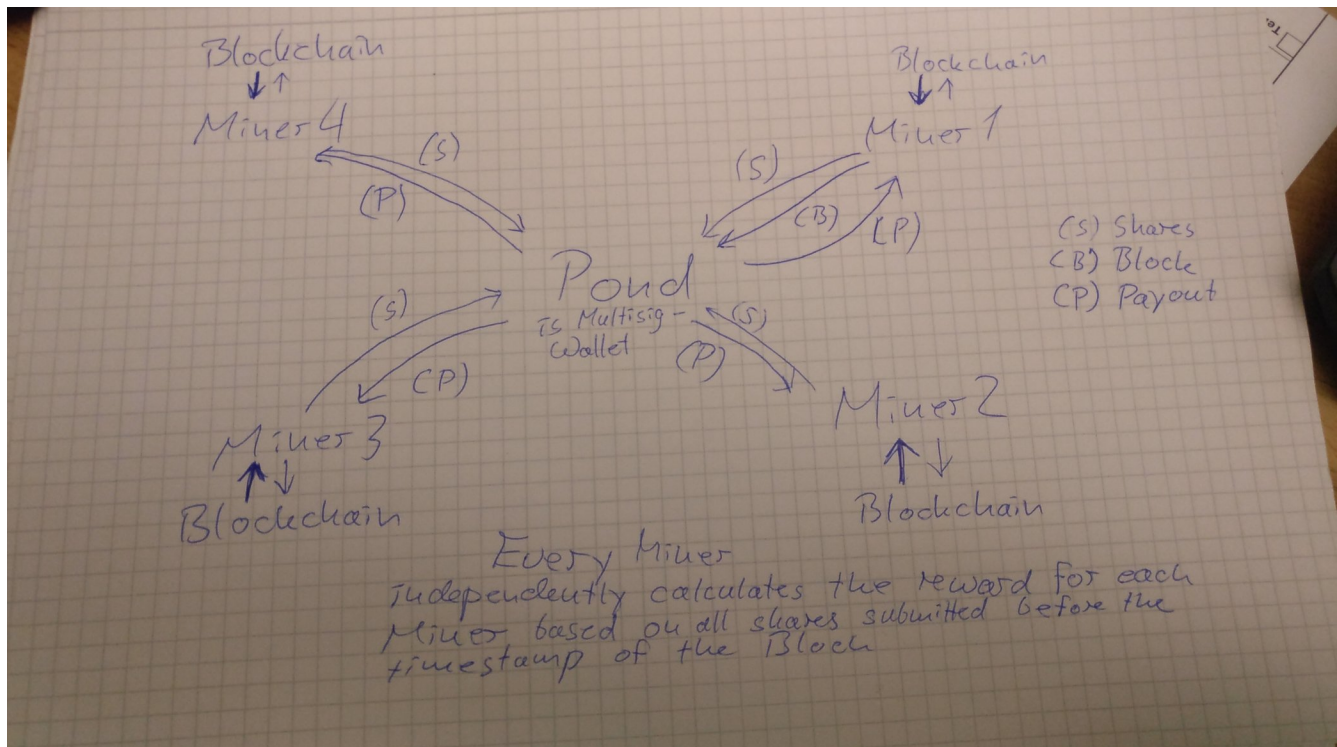 Blockchain
Miner 4
(S)
(P)
Blockchain
Miner 1
(S)
(B)
(P)
(S) Shares
(B) Block
(P) Payout
Pond
is Multisig-
Wallet
(S)
(P)
Miner 3
Blockchain
(S)
(P)
Miner 2
Blockchain
Every Miner
independently calculates the reward for each
Miner based on all shares submitted before the
timestamp of the Block